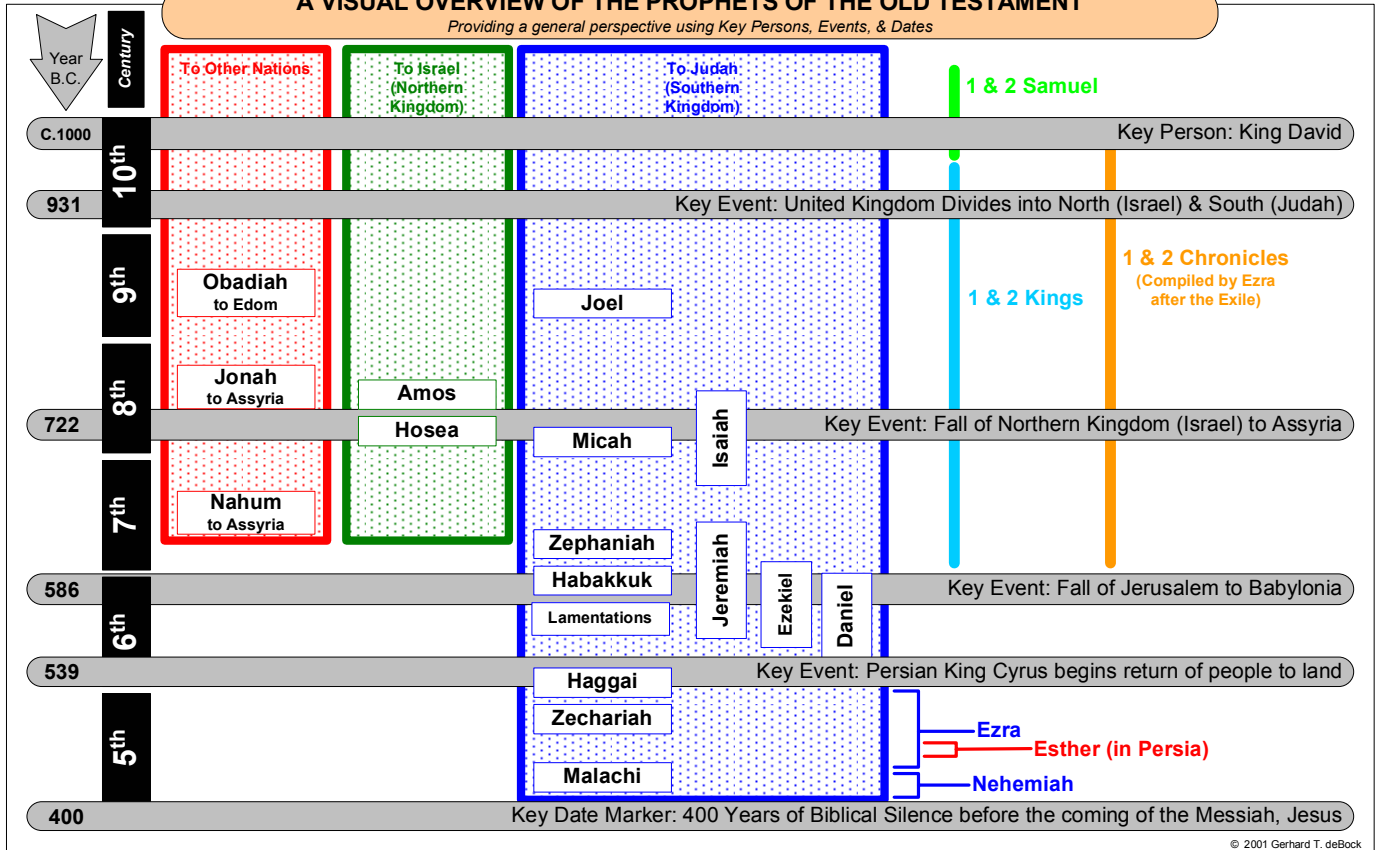 A VISUAL OVERVIEW OF THE PROPHETS OF THE OLD TESTAMENT
Providing a general perspective using Key Persons, Events, & Dates
Year
B.C.
Century
To Other Nations
To Israel
(Northern
Kingdom)
To Judah
(Southern
Kingdom)
1 & 2 Samuel
C.1000
Key Person: King David
10th
931
Key Event: United Kingdom Divides into North (Israel) & South (Judah)
9th
Obadiah
to Edom
Joel
1 & 2 Kings
1 & 2 Chronicles
(Compiled by Ezra
after the Exile)
8th
Jonah
to Assyria
Amos
722
Key Event: Fall of Northern Kingdom (Israel) to Assyria
Hosea
Micah
Isaiah
7th
Nahum
to Assyria
Zephaniah
Habakkuk
Jeremiah
Ezekiel
Daniel
586
Key Event: Fall of Jerusalem to Babylonia
6th
Lamentations
539
Key Event: Persian King Cyrus begins return of people to land
Haggai
5th
Zechariah
Ezra
Esther (in Persia)
Malachi
Nehemiah
400
Key Date Marker: 400 Years of Biblical Silence before the coming of the Messiah, Jesus
© 2001 Gerhard T. deBock